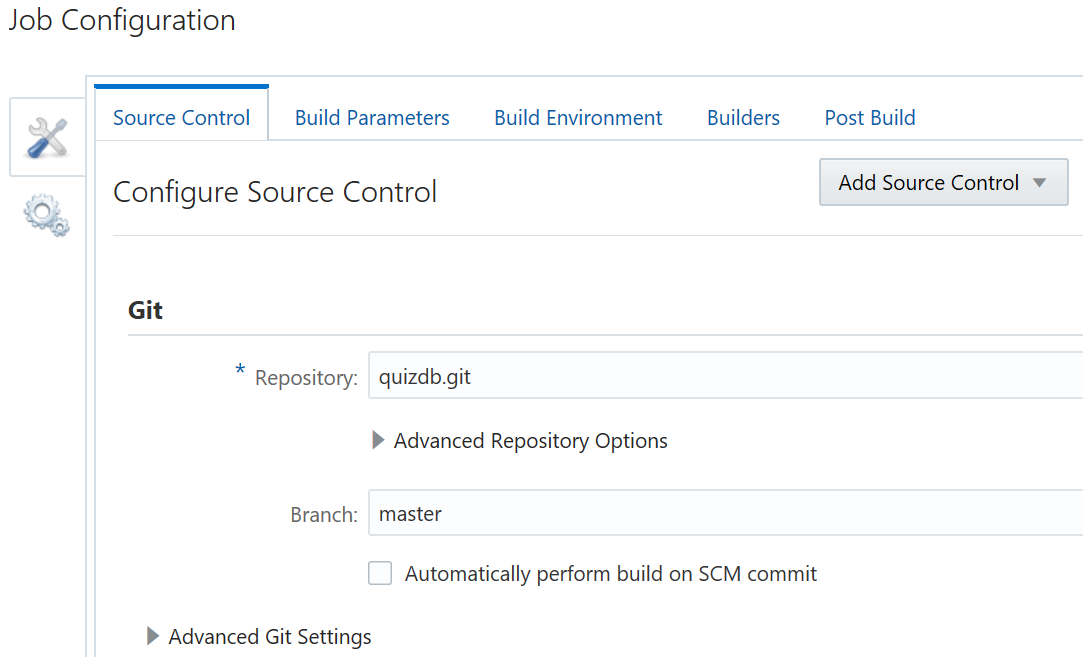 Job Configuration
Source Control Build Parameters Build Environment Builders Post Build
Configure Source Control Add Source Control
Git
* Repository: quizdb.git
Advanced Repository Options
Branch: master
Automatically perform build on SCM commit
Advanced Git Settings